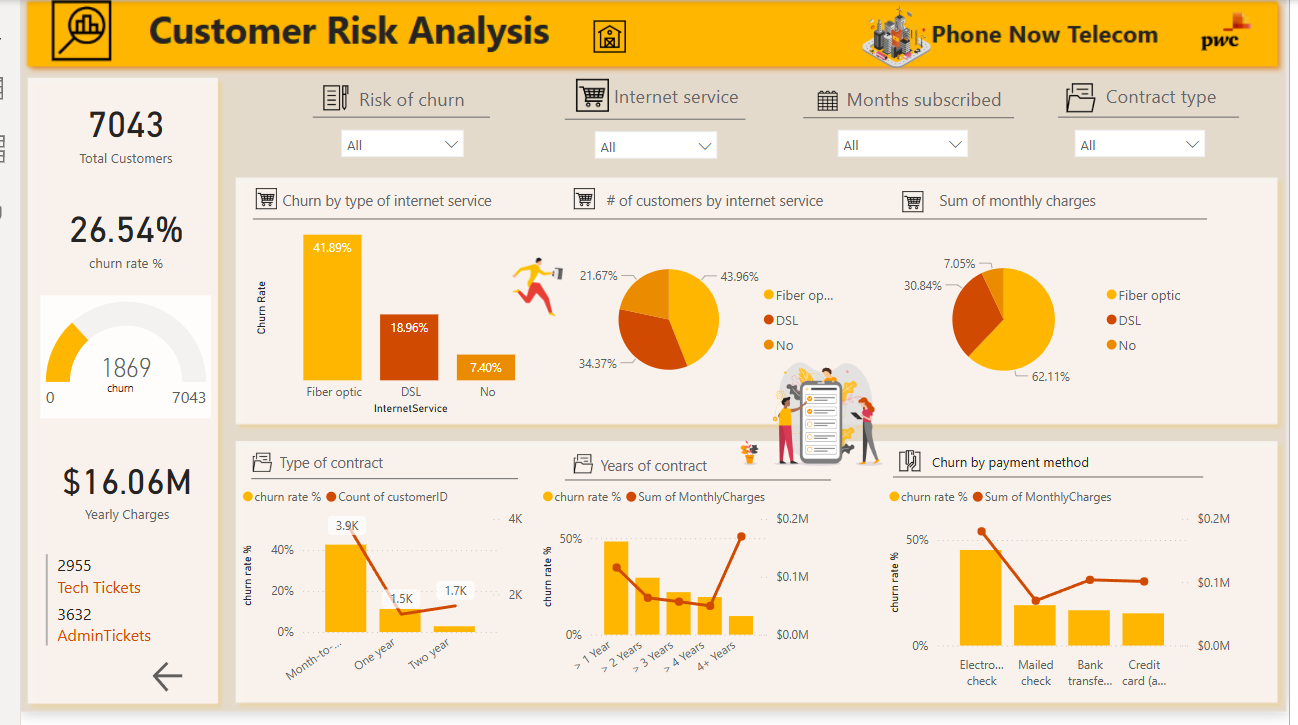 Customer Risk Analysis
Phone Now Telecom
pwc
7043
Total Customers
26.54%
churn rate %
1869
churn
0
7043
$16.06M
Yearly Charges
2955
Tech Tickets
3632
AdminTickets
Risk of churn
All
Internet service
All
Months subscribed
All
Contract type
All
Churn by type of internet service
Churn Rate
41.89%
18.96%
7.40%
Fiber optic
DSL
No
InternetService
# of customers by internet service
21.67%
43.96%
34.37%
Fiber op...
DSL
No
Sum of monthly charges
7.05%
30.84%
62.11%
Fiber optic
DSL
No
Type of contract
churn rate %
Count of customerID
churn rate %
40%
20%
0%
4K
2K
3.9K
1.5K
1.7K
Month-to-...
One year
Two year
Years of contract
churn rate %
Sum of MonthlyCharges
churn rate %
50%
0%
$0.2M
$0.1M
$0.0M
> 1 Year
> 2 Years
> 3 Years
> 4 Years
4+ Years
Churn by payment method
churn rate %
Sum of MonthlyCharges
churn rate %
50%
0%
$0.2M
$0.1M
$0.0M
Electro...
check
Mailed
check
Bank
transfe...
Credit
card (a...